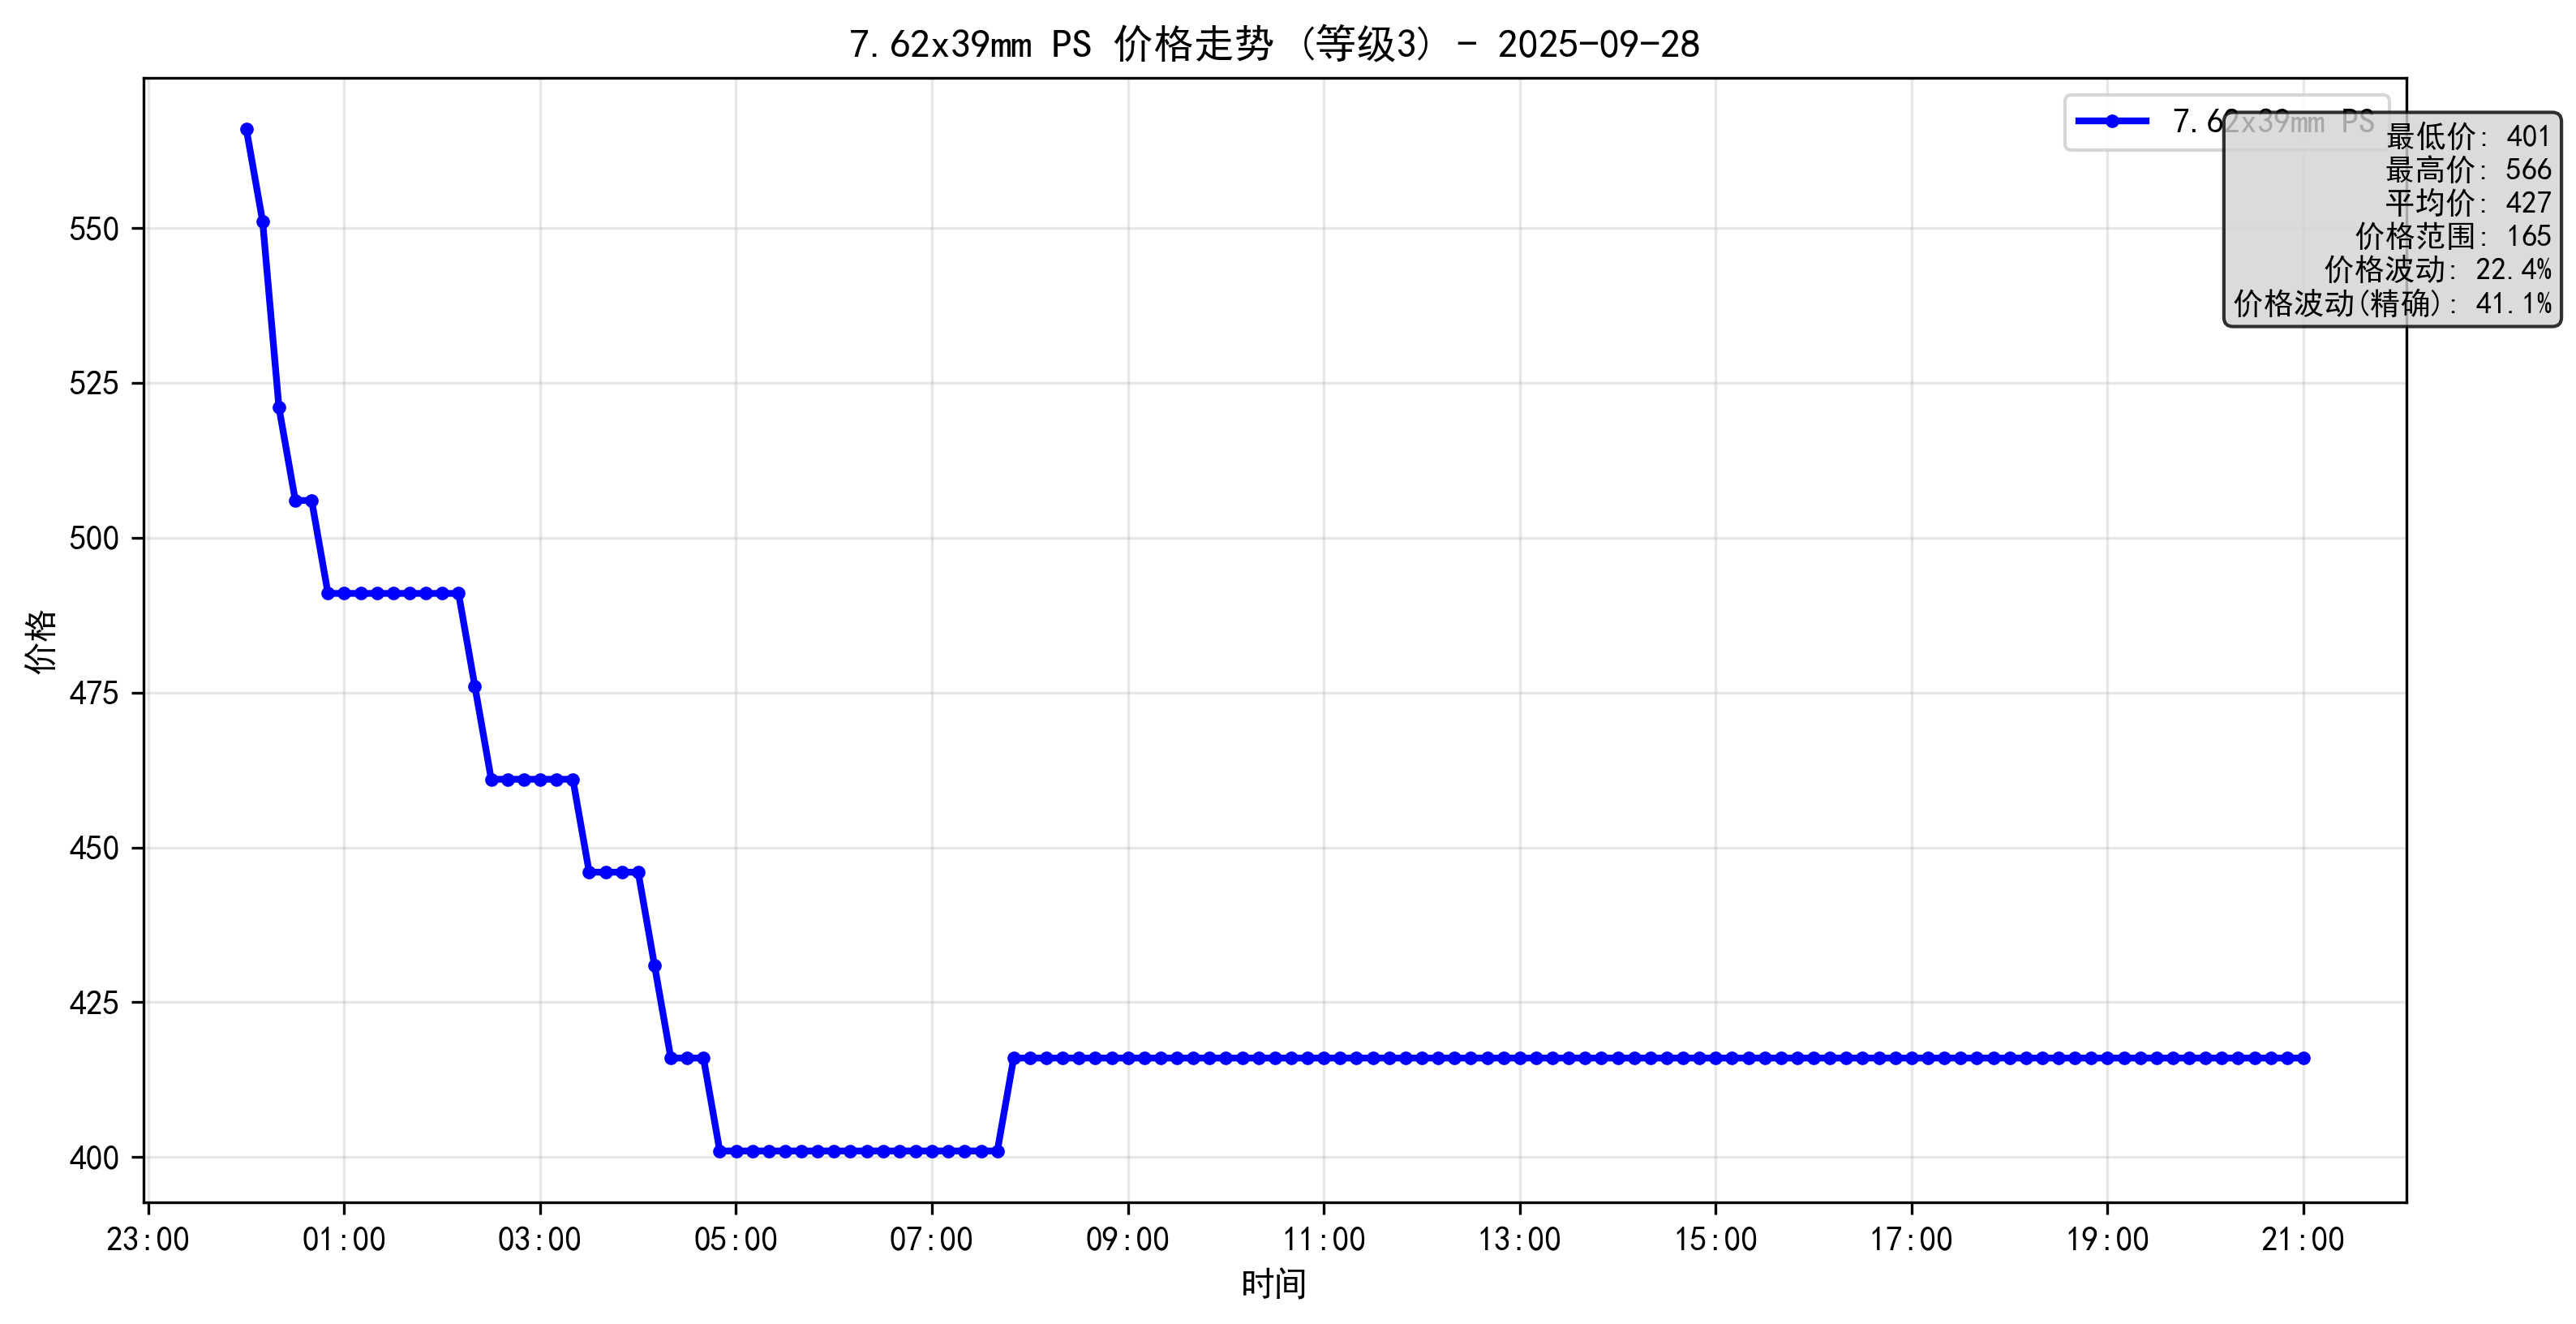 7.62x39mm PS 价格走势 (等级3) - 2025-09-28
7.62x39mm PS
最低价: 401
最高价: 566
平均价: 427
价格范围: 165
价格波动: 22.4%
价格波动(精确): 41.1%
价格
550
525
500
475
450
425
400
23:00 01:00 03:00 05:00 07:00 09:00 11:00 13:00 15:00 17:00 19:00 21:00
时间